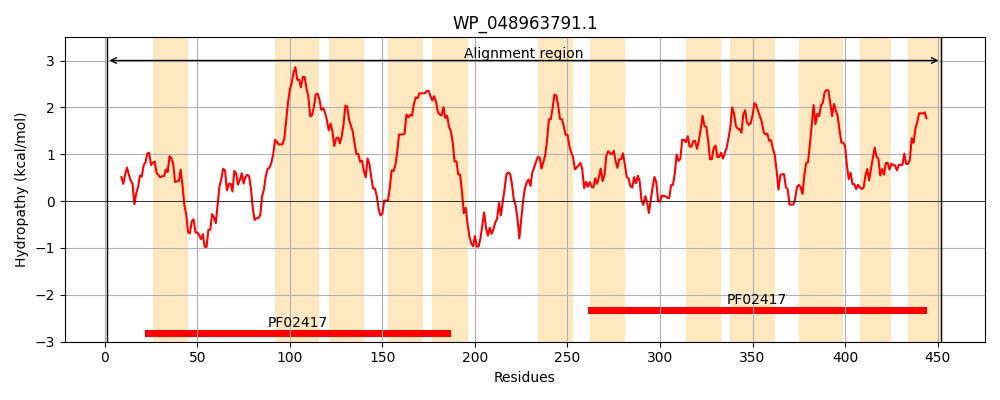 WP_048963791.1
Alignment region
Hydropathy (kcal/mol)
3
2
1
0
−1
−2
−3
PF02417
PF02417
0 50 100 150 200 250 300 350 400 450
Residues